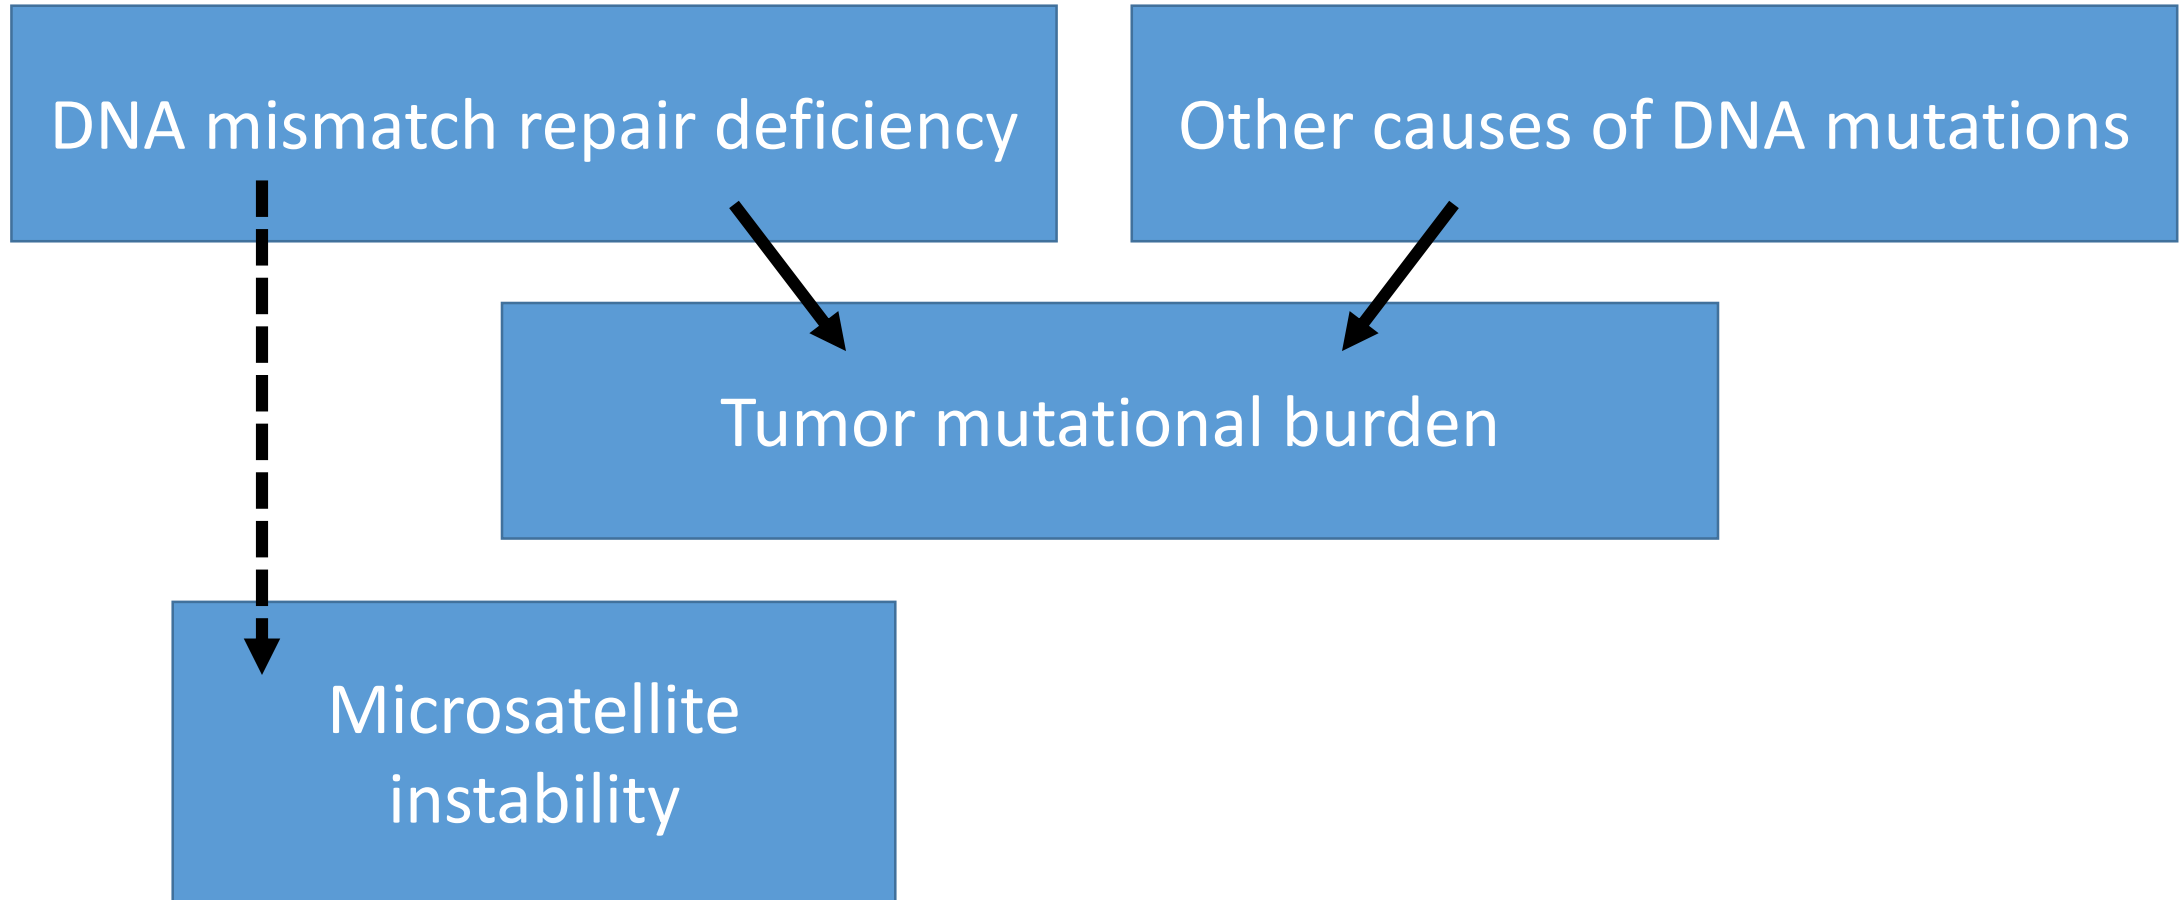 DNA mismatch repair deficiency
Other causes of DNA mutations
Tumor mutational burden
Microsatellite
instability